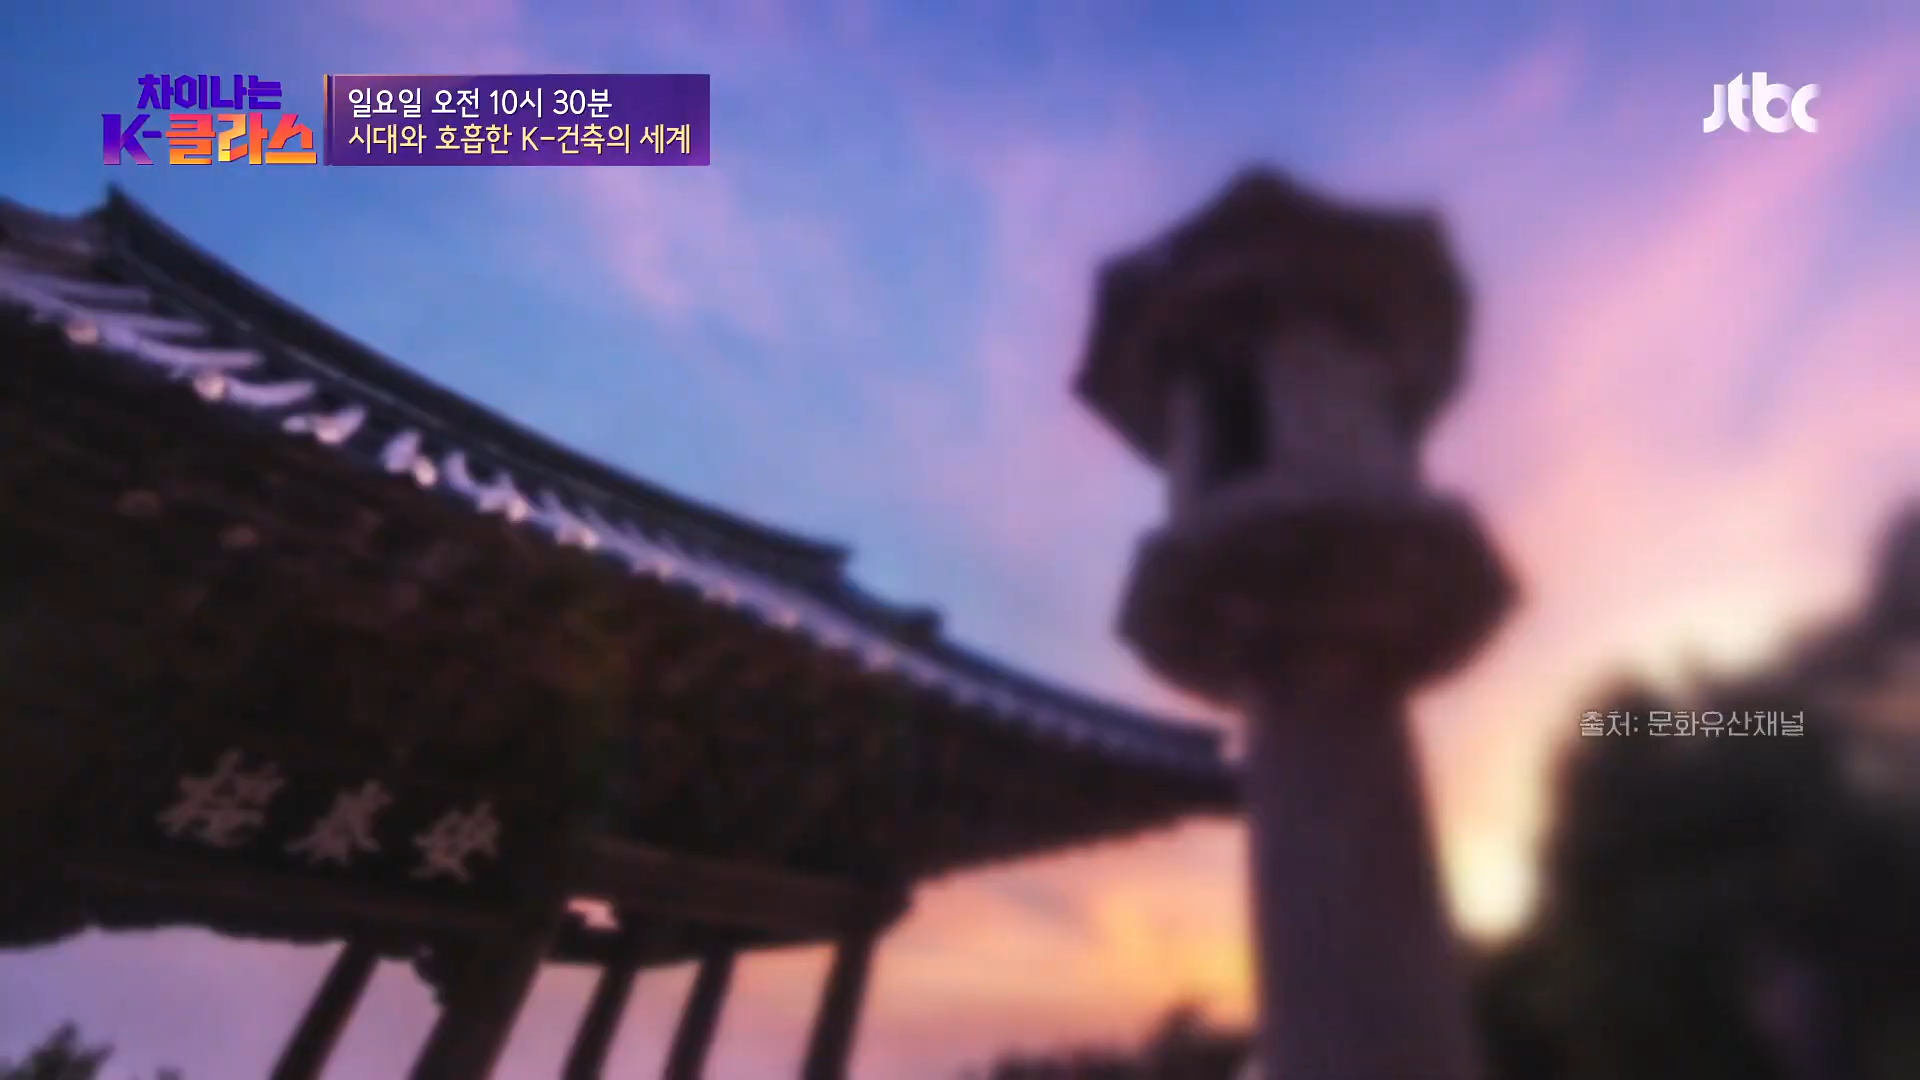 차이나는
K-클라스
일요일 오전 10시 30분
시대와 호흡한 K-건축의 세계
jtbc
출처: 문화유산채널